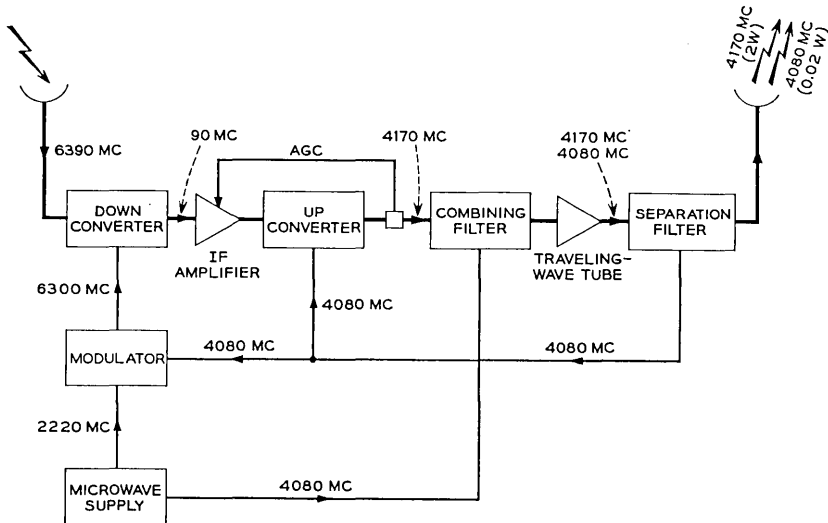 4170 MC
(2W)
4080 MC
(0.02 W)
6390 MC
90 MC
AGC
4170 MC
4170 MC
4080 MC
DOWN
CONVERTER
IF
AMPLIFIER
UP
CONVERTER
COMBINING
FILTER
TRAVELING-
WAVE TUBE
SEPARATION
FILTER
6300 MC
4080 MC
MODULATOR
4080 MC
4080 MC
2220 MC
MICROWAVE
SUPPLY
4080 MC